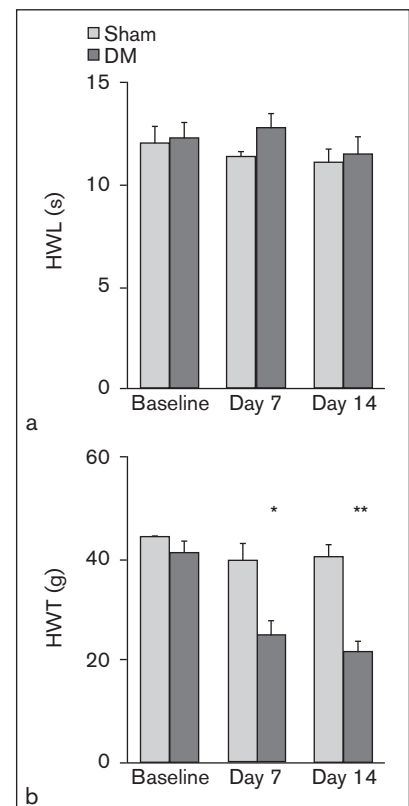 Sham
DM
15
10
5
0
HWL (s)
Baseline Day 7 Day 14
a
60
40
20
0
HWT (g)
* **
Baseline Day 7 Day 14
b